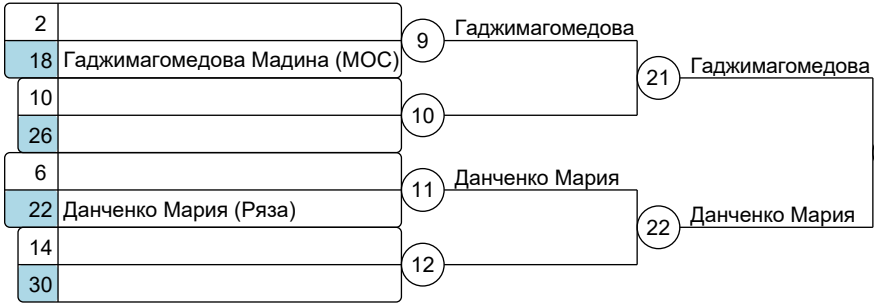 2
Гаджимагомедова
9
18 Гаджимагомедова Мадина (МОС)
21 Гаджимагомедова
10
10
26
6
11 Данченко Мария
22 Данченко Мария (Ряза)
22 Данченко Мария
14
12
30